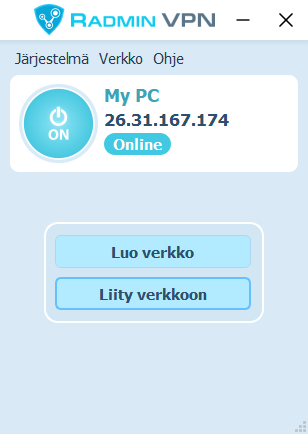 RADMIN VPN
Järjestelmä Verkko Ohje
ON
My PC
26.31.167.174
Online
Luo verkko
Liity verkkoon